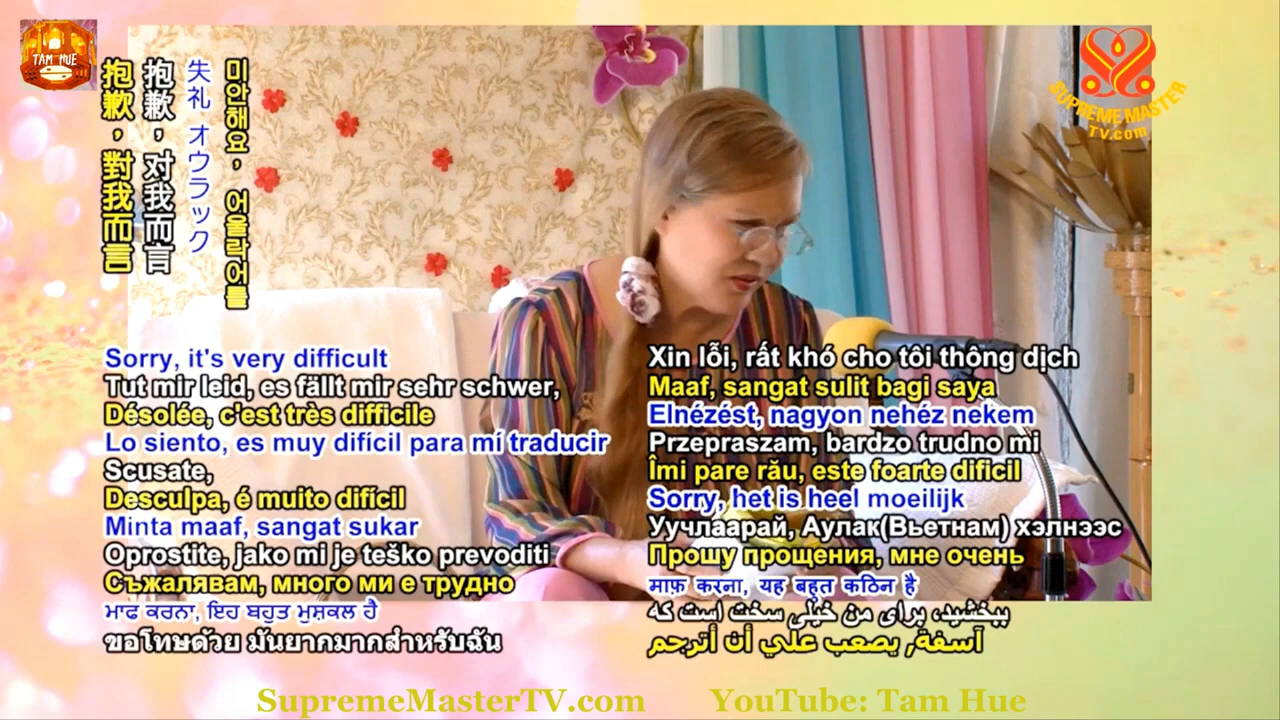 TAM HUE
抱歉，對我而言
抱歉，对我而言
失礼 オウラック
미안해요, 어울락어를
SUPREME MASTER
TV.com
Sorry, it's very difficult
Tut mir leid, es fällt mir sehr schwer,
Désolée, c'est très difficile
Lo siento, es muy difícil para mí traducir
Scusate,
Desculpa, é muito difícil
Minta maaf, sangat sukar
Oprostite, jako mi je teško prevoditi
Съжалявам, много ми е трудно
ਮਾਫ ਕਰਨਾ, ਇਹ ਬਹੁਤ ਮੁਸ਼ਕਲ ਹੈ
ขอโทษด้วย มันยากมากสำหรับฉัน
Xin lỗi, rất khó cho tôi thông dịch
Maaf, sangat sulit bagi saya
Elnézést, nagyon nehéz nekem
Przepraszam, bardzo trudno mi
Îmi pare rău, este foarte dificil
Sorry, het is heel moeilijk
Уучлаарай, Аулак(Вьетнам) хэлнээс
Прошу прощения, мне очень
माफ़ करना, यह बहुत कठिन है
ببخشید، برای من خیلی سخت است که
آسفة, يصعب علي أن أترجم
SupremeMasterTV.com
YouTube: Tam Hue